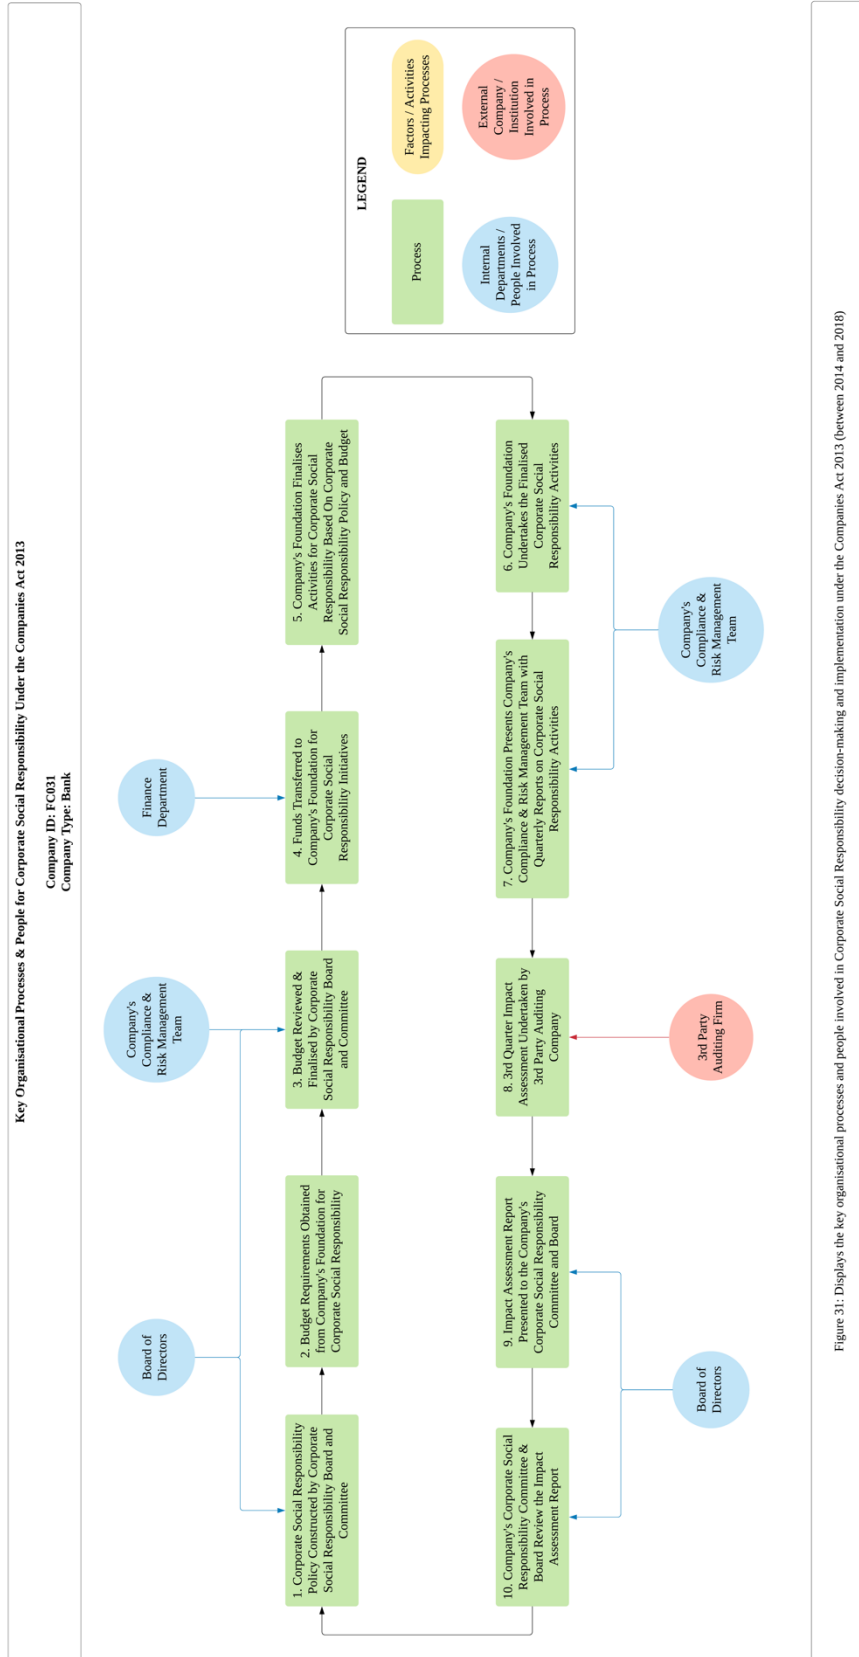 Key Organisational Processes & People for Corporate Social Responsibility Under the Companies Act 2013
Company ID: FC031
Company Type: Bank
Board of
Directors
Company's
Compliance &
Risk Management
Team
Finance
Department
1. Corporate Social Responsibility
Policy Constructed by Corporate
Social Responsibility Board and
Committee
2. Budget Requirements Obtained
from Company's Foundation for
Corporate Social Responsibility
3. Budget Reviewed &
Finalised by Corporate
Social Responsibility Board
and Committee
4. Funds Transferred to
Company's Foundation for
Corporate Social
Responsibility Initiatives
5. Company's Foundation Finalises
Activities for Corporate Social
Responsibility Based On Corporate
Social Responsibility Policy and Budget
10. Company's Corporate Social
Responsibility Committee &
Board Review the Impact
Assessment Report
9. Impact Assessment Report
Presented to the Company's
Corporate Social Responsibility
Committee and Board
8. 3rd Quarter Impact
Assessment Undertaken by
3rd Party Auditing
Company
7. Company's Foundation Presents Company's
Compliance & Risk Management Team with
Quarterly Reports on Corporate Social
Responsibility Activities
6. Company's Foundation
Undertakes the Finalised
Corporate Social
Responsibility Activities
Board of
Directors
3rd Party
Auditing Firm
Company's
Compliance &
Risk Management
Team
LEGEND
Process
Factors / Activities
Impacting Processes
Internal
Departments /
People Involved
in Process
External
Company /
Institution
Involved in
Process
Figure 31: Displays the key organisational processes and people involved in Corporate Social Responsibility decision-making and implementation under the Companies Act 2013 (between 2014 and 2018)